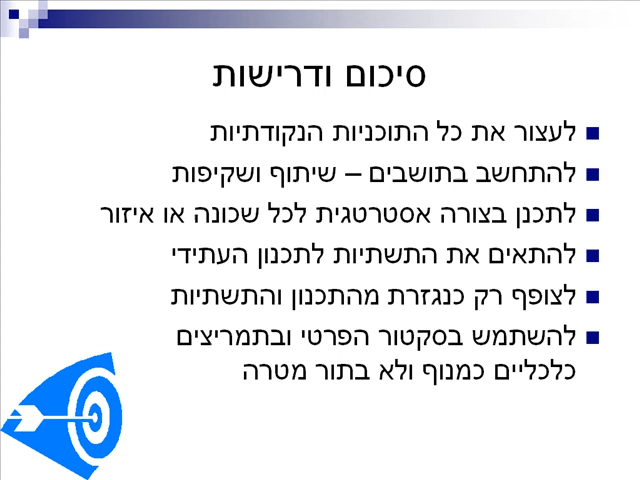 סיכום ודרישות
לעצור את כל התוכניות הנקודתיות
להתחשב בתושבים – שיתוף ושקיפות
לתכנן בצורה אסטרטגית לכל שכונה או איזור
להתאים את התשתיות לתכנון העתידי
לצופף רק כנגזרת מהתכנון והתשתיות
להשתמש בסקטור הפרטי ובתמריצים
כלכליים כמנוף ולא בתור מטרה